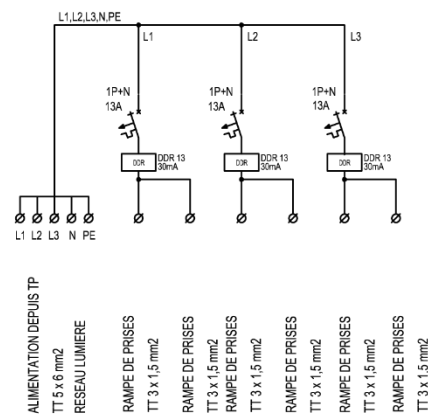 L1,L2,L3,N,PE
L1
L2
L3
1P+N
13A
1P+N
13A
1P+N
13A
DDR
DDR 13
30mA
DDR
DDR 13
30mA
DDR
DDR 13
30mA
L1 L2 L3 N PE
ALIMENTATION DEPUIS TP
TT 5 x 6 mm2
RESEAU LUMIERE
RAMPE DE PRISES
TT 3 x 1,5 mm2
RAMPE DE PRISES
TT 3 x 1,5 mm2
RAMPE DE PRISES
TT 3 x 1,5 mm2
RAMPE DE PRISES
TT 3 x 1,5 mm2
RAMPE DE PRISES
TT 3 x 1,5 mm2
RAMPE DE PRISES
TT 3 x 1,5 mm2